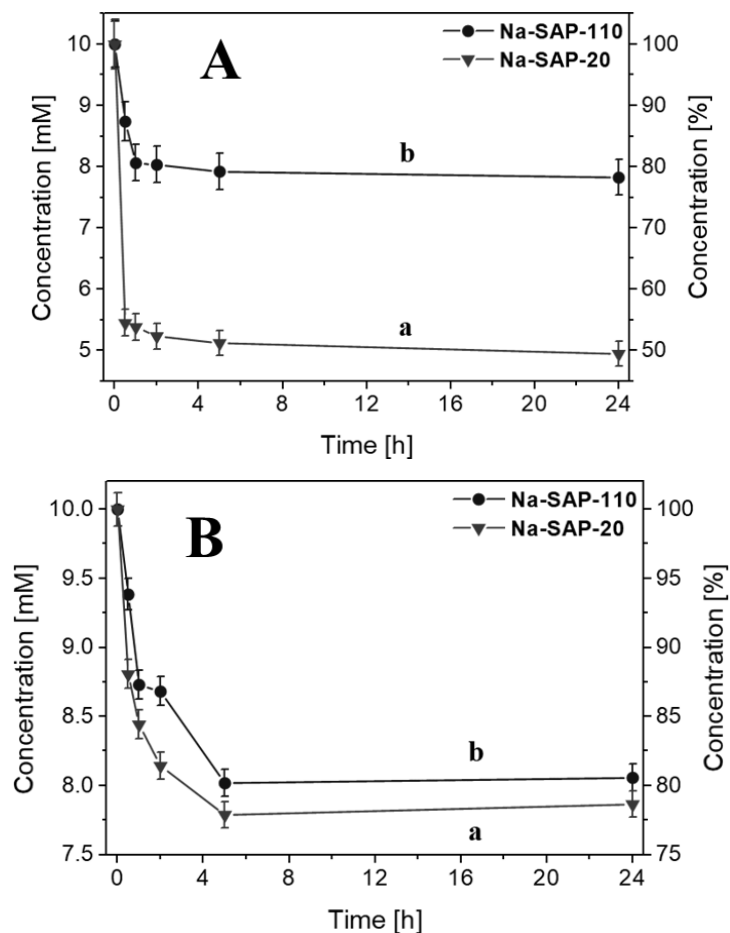 A
Na-SAP-110
Na-SAP-20
10
9
8
7
6
5
100
90
80
70
60
50
b
a
0 4 8 12 16 20 24
Concentration [mM]
Concentration [%]
Time [h]
B
Na-SAP-110
Na-SAP-20
10.0
9.5
9.0
8.5
8.0
7.5
100
95
90
85
80
75
b
a
0 4 8 12 16 20 24
Concentration [mM]
Concentration [%]
Time [h]